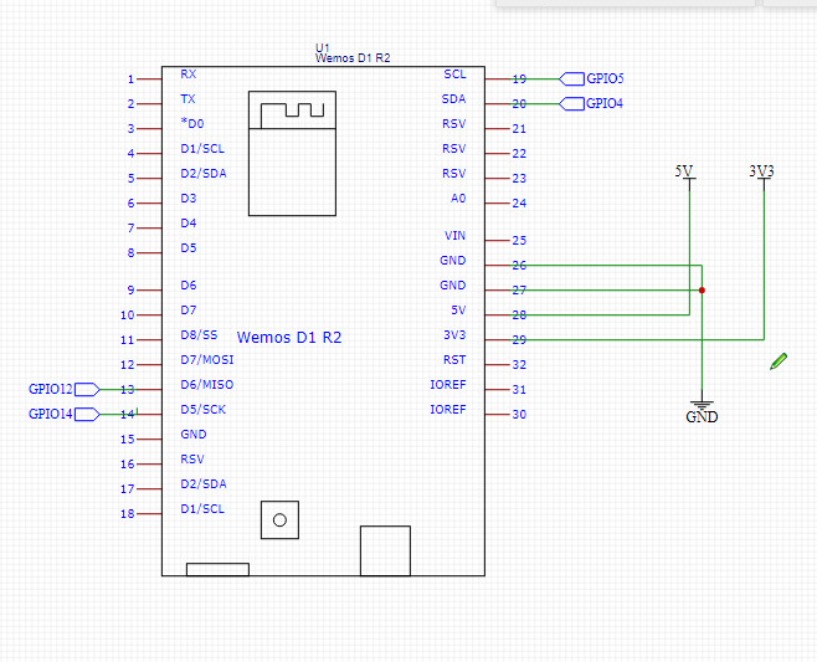 U1
Wemos D1 R2
1 RX SCL 19 GPIO5
2 TX SDA 20 GPIO4
3 *D0 RSV 21
4 D1/SCL RSV 22
5 D2/SDA RSV 23 5V 3V3
6 D3 A0 24
7 D4
VIN 25
8 D5
GND 26
9 D6 GND 27
10 D7 5V 28
11 D8/SS Wemos D1 R2 3V3 29
12 D7/MOSI RST 32
GPIO12 13 D6/MISO IOREF 31
GPIO14 14 D5/SCK IOREF 30
GND
15 GND
16 RSV
17 D2/SDA
18 D1/SCL